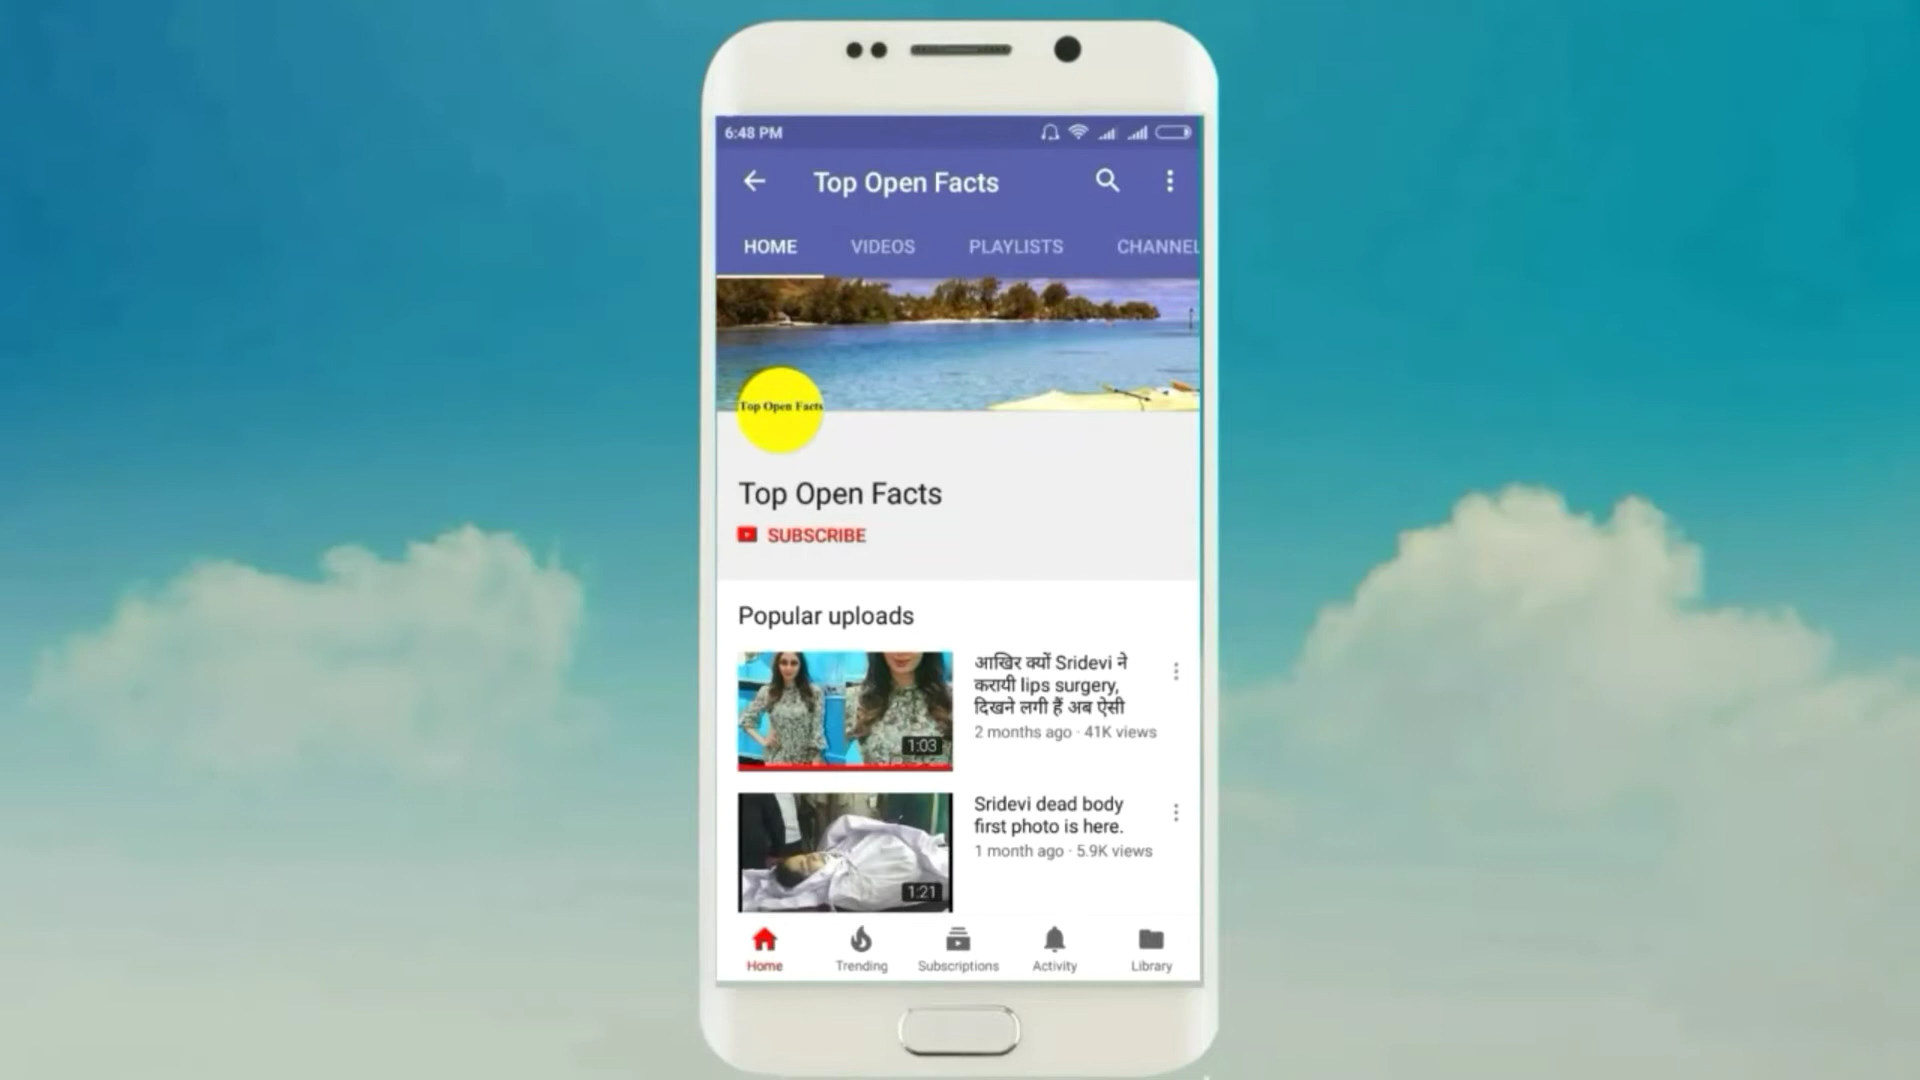 6:48 PM
Top Open Facts
HOME VIDEOS PLAYLISTS CHANNEL
Top Open Facts
Top Open Facts
SUBSCRIBE
Popular uploads
आखिर क्यों Sridevi ने
करायी lips surgery,
दिखने लगी हैं अब ऐसी
2 months ago · 41K views
1:03
Sridevi dead body
first photo is here.
1 month ago · 5.9K views
1:21
Home Trending Subscriptions Activity Library